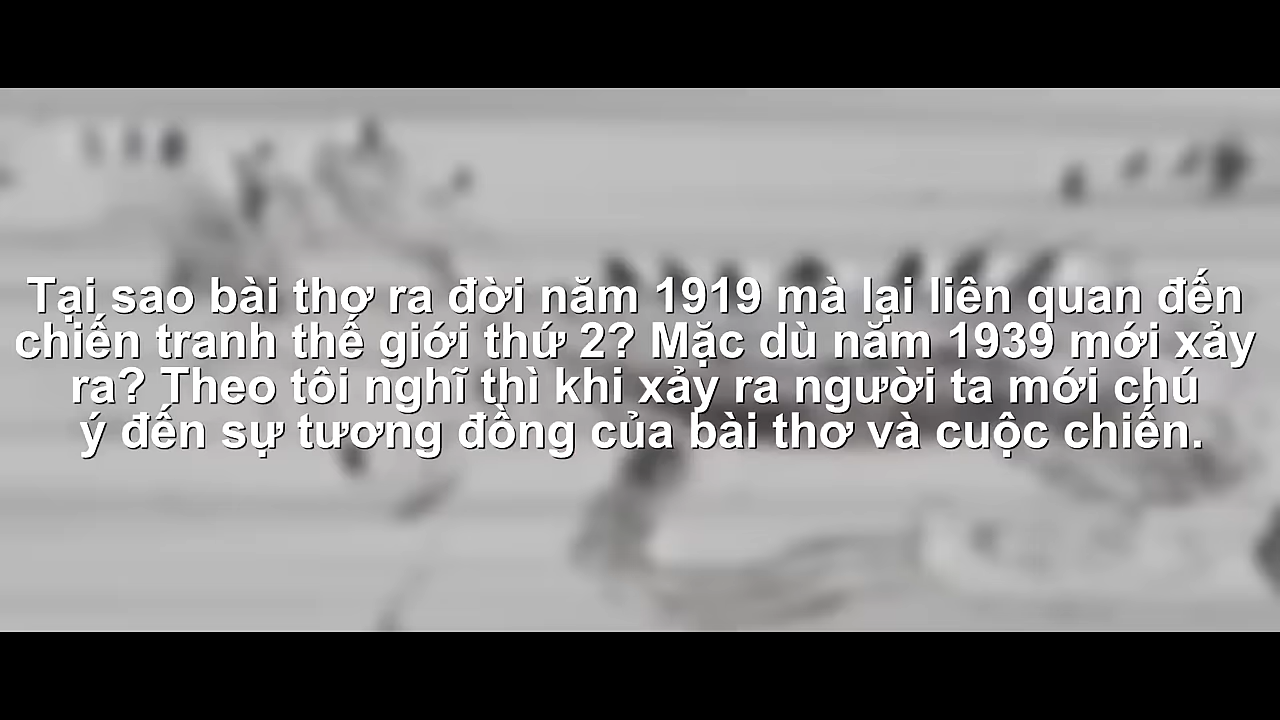 Tại sao bài thơ ra đời năm 1919 mà lại liên quan đến
chiến tranh thế giới thứ 2? Mặc dù năm 1939 mới xảy
ra? Theo tôi nghĩ thì khi xảy ra người ta mới chú
ý đến sự tương đồng của bài thơ và cuộc chiến.